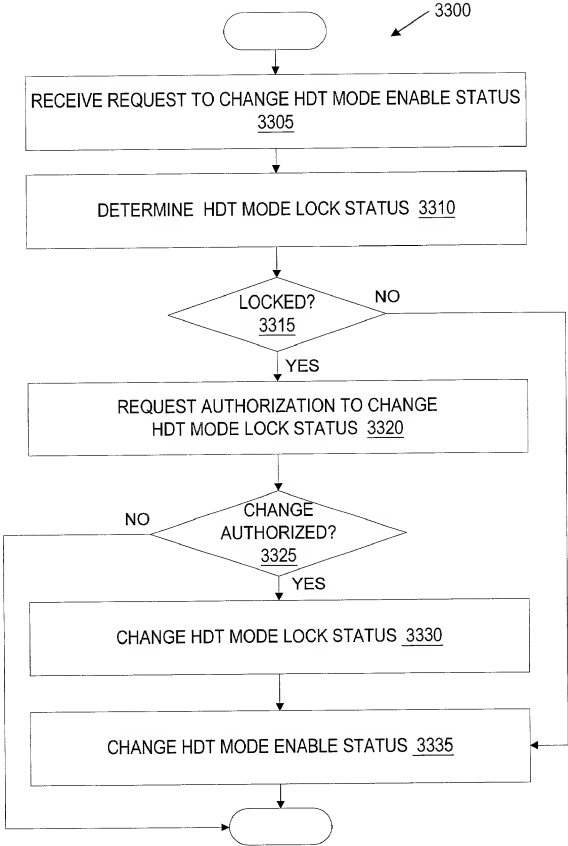 3300
RECEIVE REQUEST TO CHANGE HDT MODE ENABLE STATUS
3305
DETERMINE HDT MODE LOCK STATUS 3310
LOCKED?
3315
NO
YES
REQUEST AUTHORIZATION TO CHANGE
HDT MODE LOCK STATUS 3320
CHANGE
AUTHORIZED?
3325
NO
YES
CHANGE HDT MODE LOCK STATUS 3330
CHANGE HDT MODE ENABLE STATUS 3335